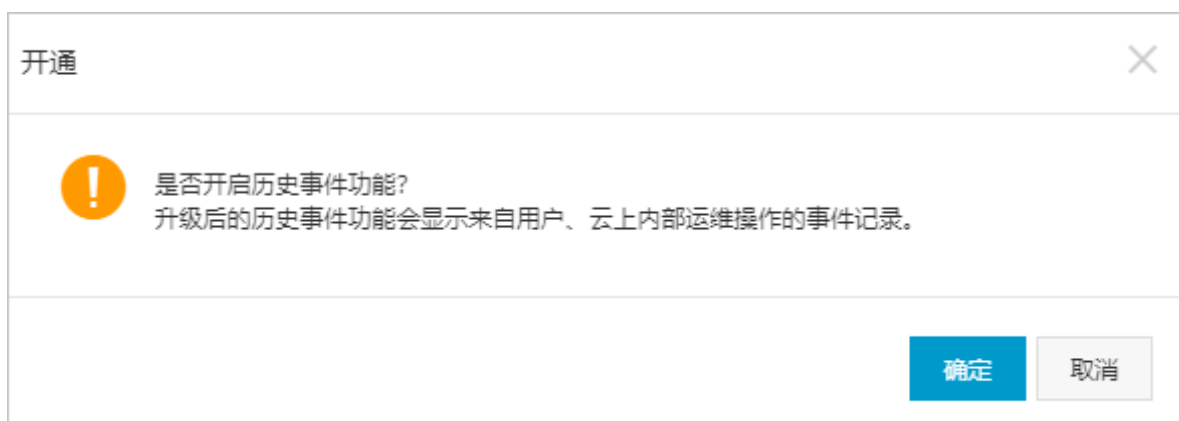 开通
是否开启历史事件功能?
升级后的历史事件功能会显示来自用户、云上内部运维操作的事件记录。
确定
取消